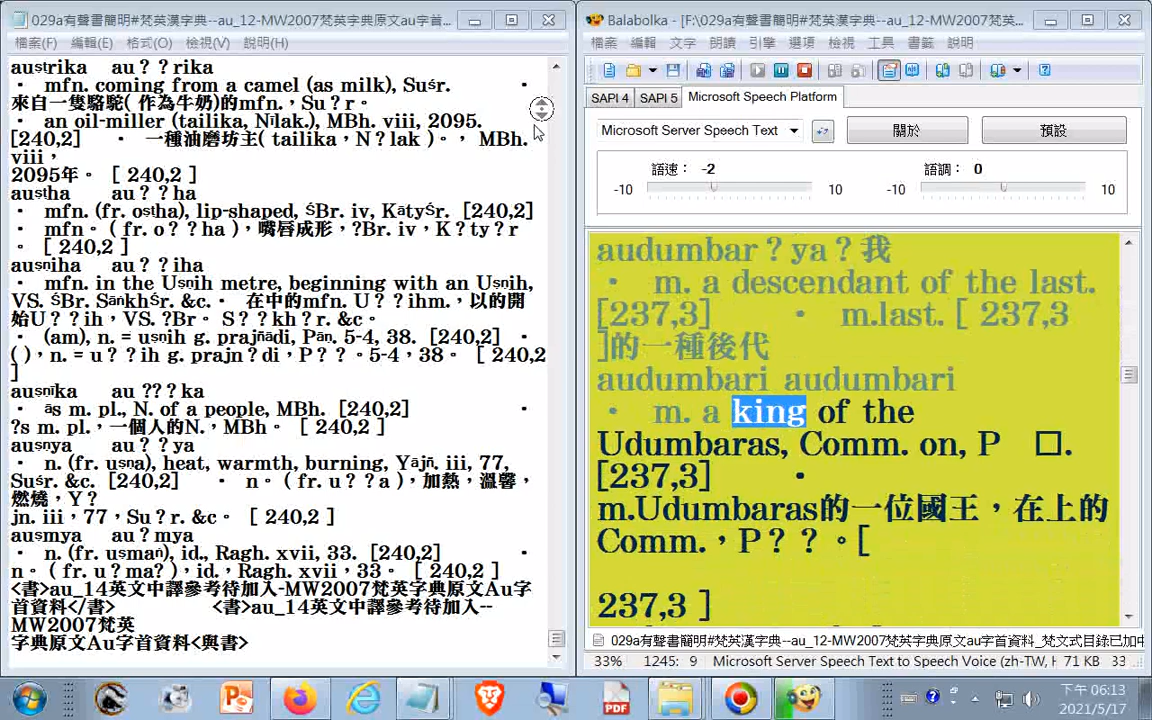 029a有聲書簡明#梵英漢字典--au_12-MW2007梵英字典原文au字首...
檔案(F) 編輯(E) 格式(O) 檢視(V) 說明(H)
auṣtrika au？？rika
· mfn. coming from a camel (as milk), Suśr. ·
來自一隻駱駝( 作為牛奶)的mfn.，Su？r。
· an oil-miller (tailika, Nīlak.), MBh. viii, 2095.
[240,2] · 一種油磨坊主( tailika，N？lak )。， MBh.
viii，
2095年。 [ 240,2 ]
auṣṭha au？？ha
· mfn. (fr. oṣṭha), lip-shaped, ŚBr. iv, KātyŚr. [240,2]
· mfn。( fr. o？？ha )，嘴唇成形，?Br. iv，K？ty？r
。 [ 240,2 ]
auṣṇiha au？？iha
· mfn. in the Uṣṇih metre, beginning with an Uṣṇih,
VS. ŚBr. ŚāṅkhŚr. &c. · 在中的mfn. U？？ihm.，以的開
始U？？ih，VS. ?Br。 S？？kh？r. &c。
· (am), n. = uṣṇih g. prajñādi, Pāṇ. 5-4, 38. [240,2] ·
( )，n. = u？？ih g. prajn？di，P？？。5-4，38。 [ 240,2
]
auṣṇīka au ???ka
· ās m. pl., N. of a people, MBh. [240,2] ·
?s m. pl.，一個人的N.，MBh。 [ 240,2 ]
auṣṇya au？？ya
· n. (fr. uṣṇa), heat, warmth, burning, Yājñ. iii, 77,
Suśr. &c. [240,2] · n。( fr. u？？a )，加熱，溫馨，
燃燒，Y？
jn. iii，77，Su？r. &c。 [ 240,2 ]
auṣmya au？mya
· n. (fr. uṣman), id., Ragh. xvii, 33. [240,2] ·
n。( fr. u？ma? )，id.，Ragh. xvii，33。 [ 240,2 ]
<書>au_14英文中譯參考待加入-MW2007梵英字典原文Au字
首資料</書> <書>au_14英文中譯參考待加入--
MW2007梵英
字典原文Au字首資料<與書>
Balabolka - [F:\029a有聲書簡明#梵英漢字典--au_12-MW2007梵英...
檔案 編輯 文字 朗讀 引擎 選項 檢視 工具 書籤 說明
SAPI 4 SAPI 5 Microsoft Speech Platform
Microsoft Server Speech Text 關於 預設
語速： -2 語調： 0
-10 10 -10 10
audumbar？ya？我
· m. a descendant of the last.
[237,3] · m.last. [ 237,3
]的一種後代
audumbari audumbari
· m. a king of the
Udumbaras, Comm. on, P □.
[237,3] ·
m.Udumbaras的一位國王，在上的
Comm.，P？？。[
237,3 ]
029a有聲書簡明#梵英漢字典--au_12-MW2007梵英字典原文au字首資料_梵文式目錄已加中
33% 1245: 9 Microsoft Server Speech Text to Speech Voice (zh-TW, H 71 KB 33
下午 06:13
2021/5/17